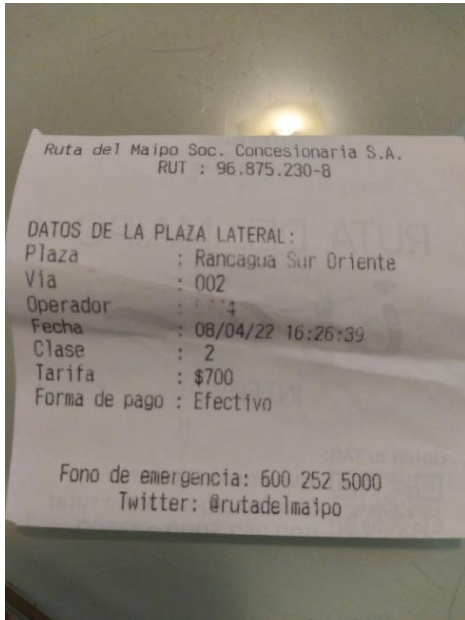 Ruta del Maipo Soc. Concesionaria S.A.
RUT : 96.875.230-8
DATOS DE LA PLAZA LATERAL:
Plaza : Rancagua Sur Oriente
Via : 002
Operador :
Fecha : 08/04/22 16:26:39
Clase : 2
Tarifa : $700
Forma de pago : Efectivo
Fono de emergencia: 600 252 5000
Twitter: @rutadelmaipo